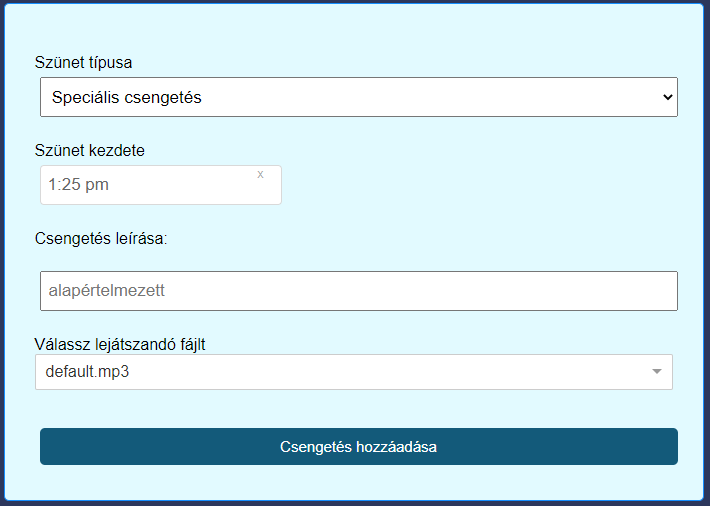 Szünet típusa
Speciális csengetés
Szünet kezdete
1:25 pm x
Csengetés leírása:
alapértelmezett
Válassz lejátszandó fájlt
default.mp3
Csengetés hozzáadása